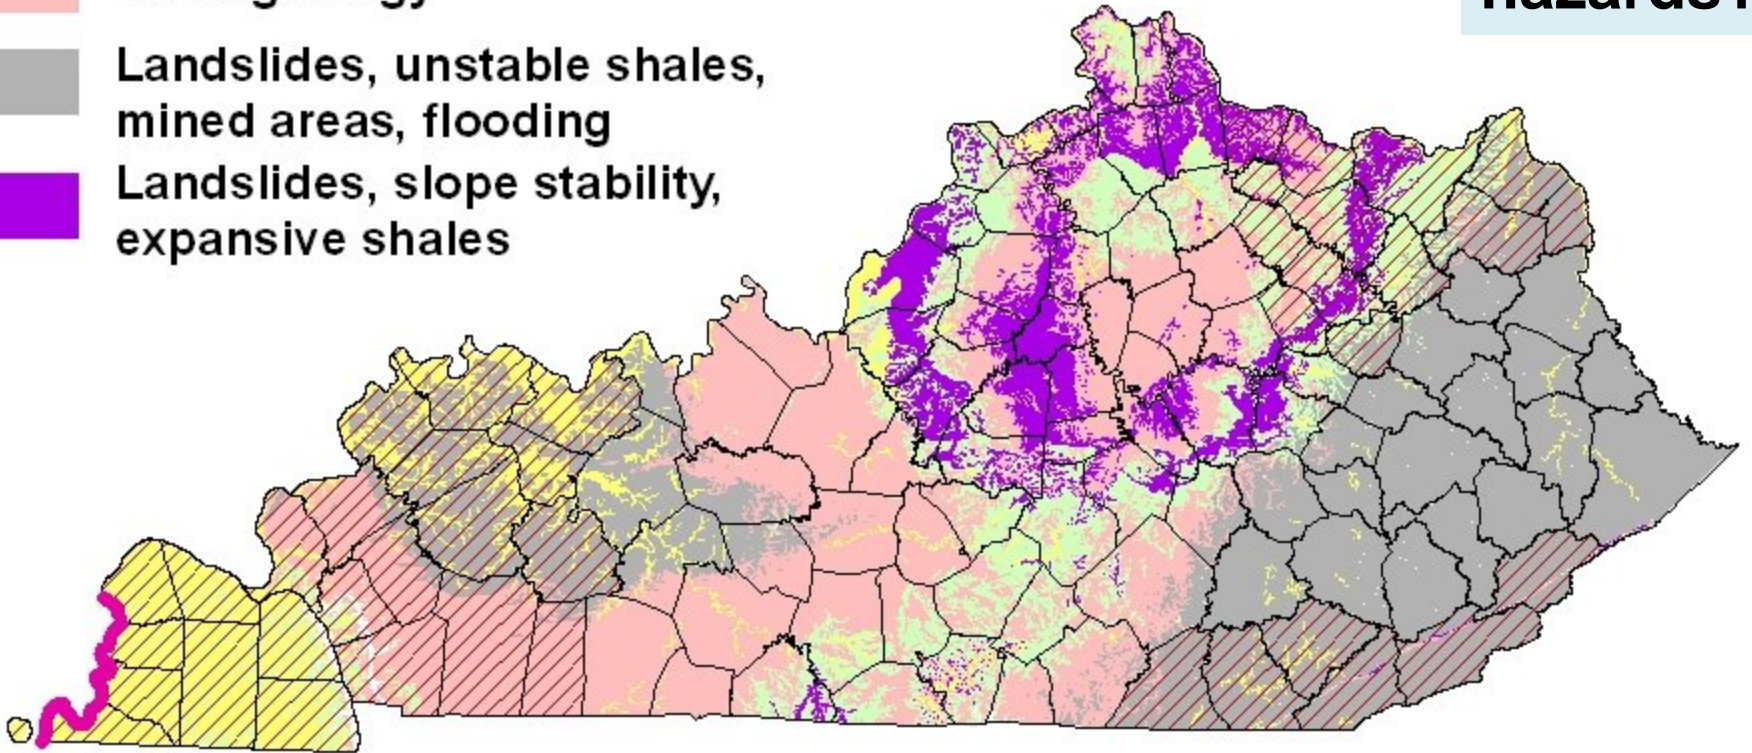 Landslides, unstable shales,
mined areas, flooding
Landslides, slope stability,
expansive shales